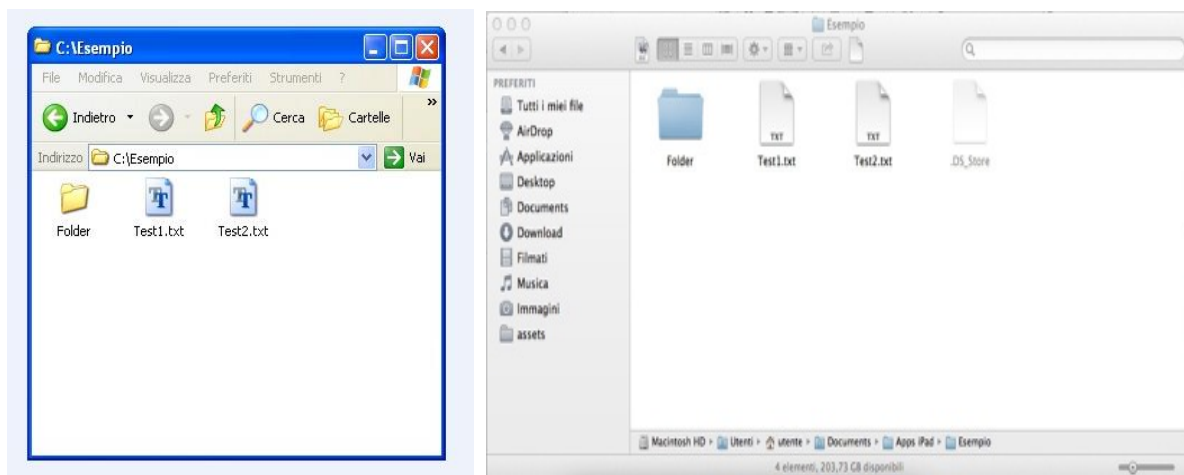 C:\Esempio
File Modifica Visualizza Preferiti Strumenti ?
Indietro Cerca Cartelle »
Indirizzo C:\Esempio Vai
Folder Test1.txt Test2.txt
Esempio
PREFERITI
Tutti i miei file
AirDrop
Applicazioni
Desktop
Documents
Download
Filmati
Musica
Immagini
assets
TXT TXT
Folder Test1.txt Test2.txt .DS_Store
Macintosh HD ▸ Utenti ▸ utente ▸ Documents ▸ Apps iPad ▸ Esempio
4 elementi, 203,73 GB disponibili